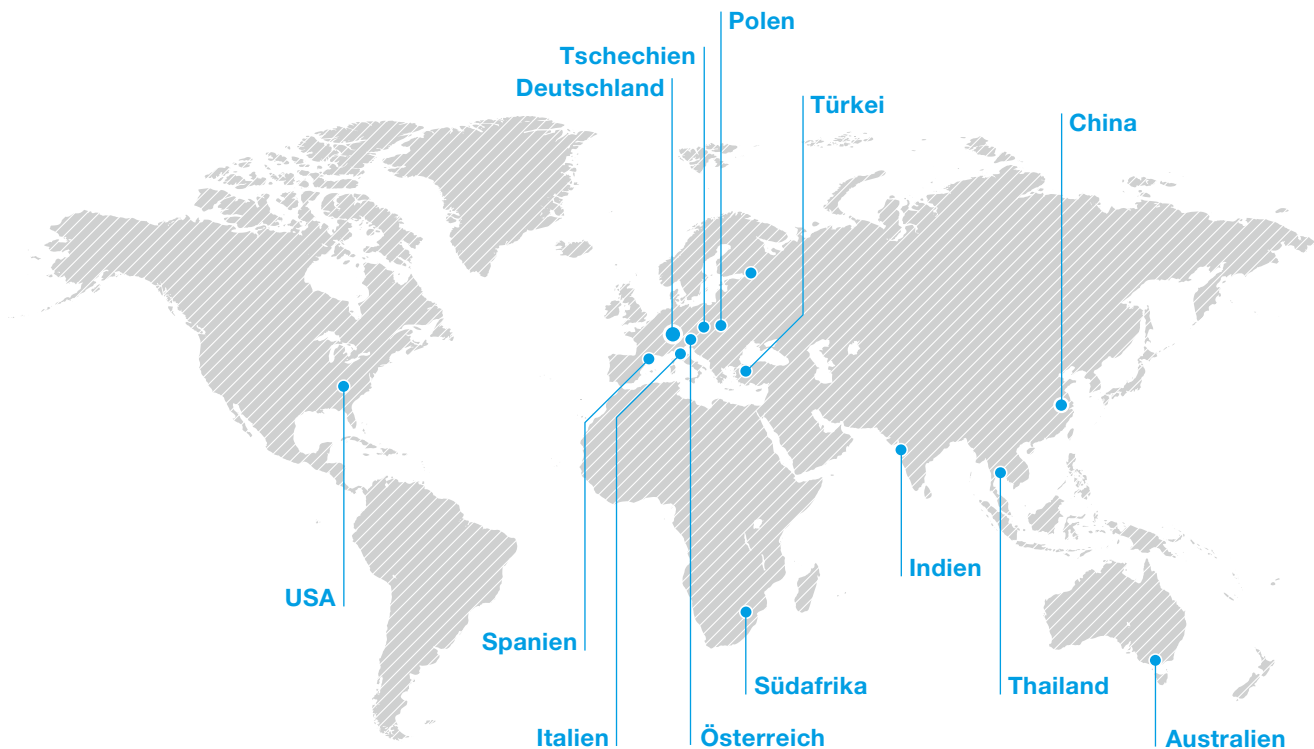 Polen
Tschechien
Deutschland
Türkei
China
Indien
USA
Spanien
Südafrika
Thailand
Italien
Österreich
Australien